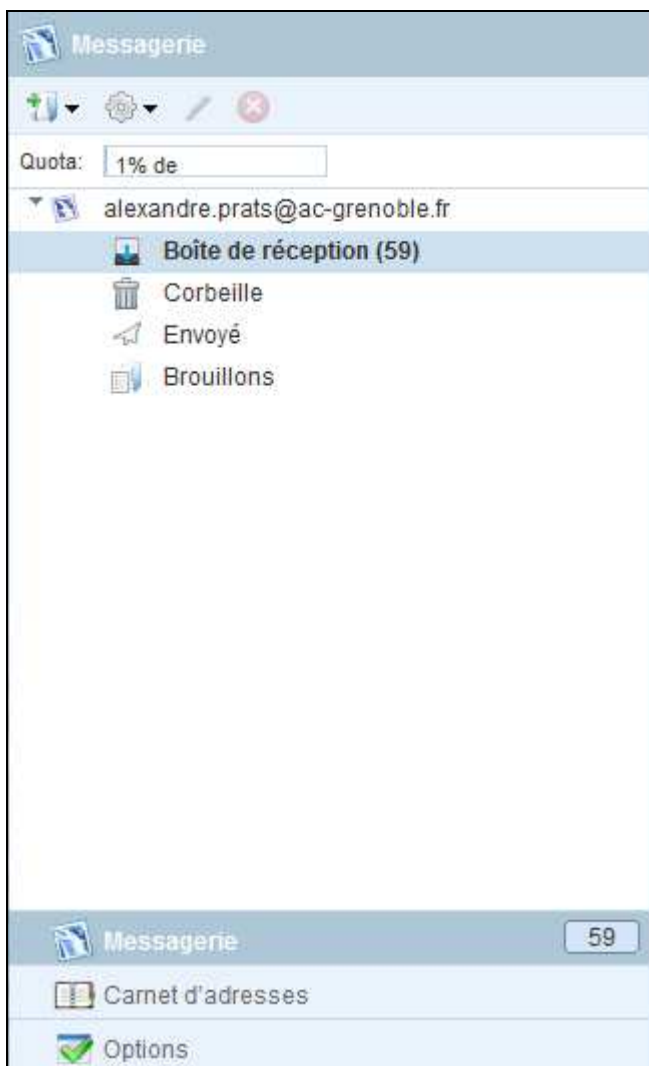 Messagerie
Quota: 1% de
alexandre.prats@ac-grenoble.fr
Boîte de réception (59)
Corbeille
Envoyé
Brouillons
Messagerie 59
Carnet d'adresses
Options